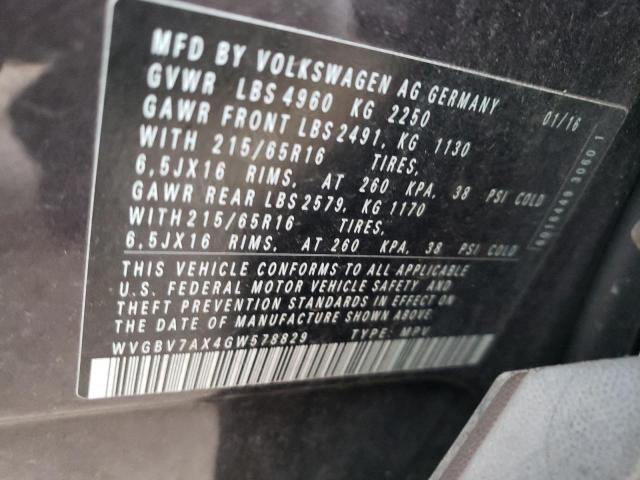 MFD BY VOLKSWAGEN AG GERMANY
GVWR LBS 4960 KG 2250 01/16
GAWR FRONT LBS 2491, KG 1130
WITH 215/65R16 TIRES,
6,5JX16 RIMS, AT 260 KPA, 38 PSI COLD
GAWR REAR LBS 2579, KG 1170
WITH 215/65R16 TIRES,
6,5JX16 RIMS, AT 260 KPA, 38 PSI COLD
THIS VEHICLE CONFORMS TO ALL APPLICABLE
U.S. FEDERAL MOTOR VEHICLE SAFETY AND
THEFT PREVENTION STANDARDS IN EFFECT ON
THE DATE OF MANUFACTURE SHOWN ABOVE
WVGBV7AX4GW578829 TYPE: MPV